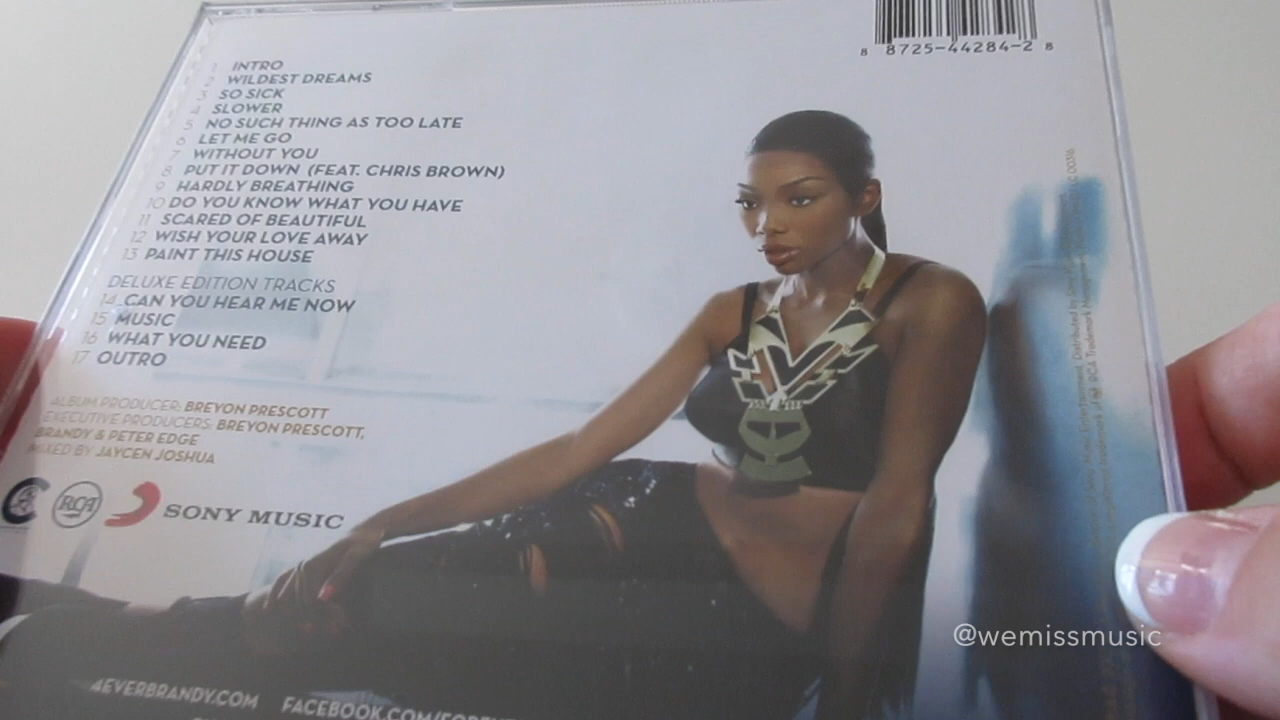 8 8725-44284-2 8
1 INTRO
2 WILDEST DREAMS
3 SO SICK
4 SLOWER
5 NO SUCH THING AS TOO LATE
6 LET ME GO
7 WITHOUT YOU
8 PUT IT DOWN (FEAT. CHRIS BROWN)
9 HARDLY BREATHING
10 DO YOU KNOW WHAT YOU HAVE
11 SCARED OF BEAUTIFUL
12 WISH YOUR LOVE AWAY
13 PAINT THIS HOUSE
DELUXE EDITION TRACKS
14 CAN YOU HEAR ME NOW
15 MUSIC
16 WHAT YOU NEED
17 OUTRO
ALBUM PRODUCER: BREYON PRESCOTT
EXECUTIVE PRODUCERS: BREYON PRESCOTT,
BRANDY & PETER EDGE
MIXED BY JAYCEN JOSHUA
RCA SONY MUSIC
4EVERBRANDY.COM FACEBOOK.COM/
@wemissmusic